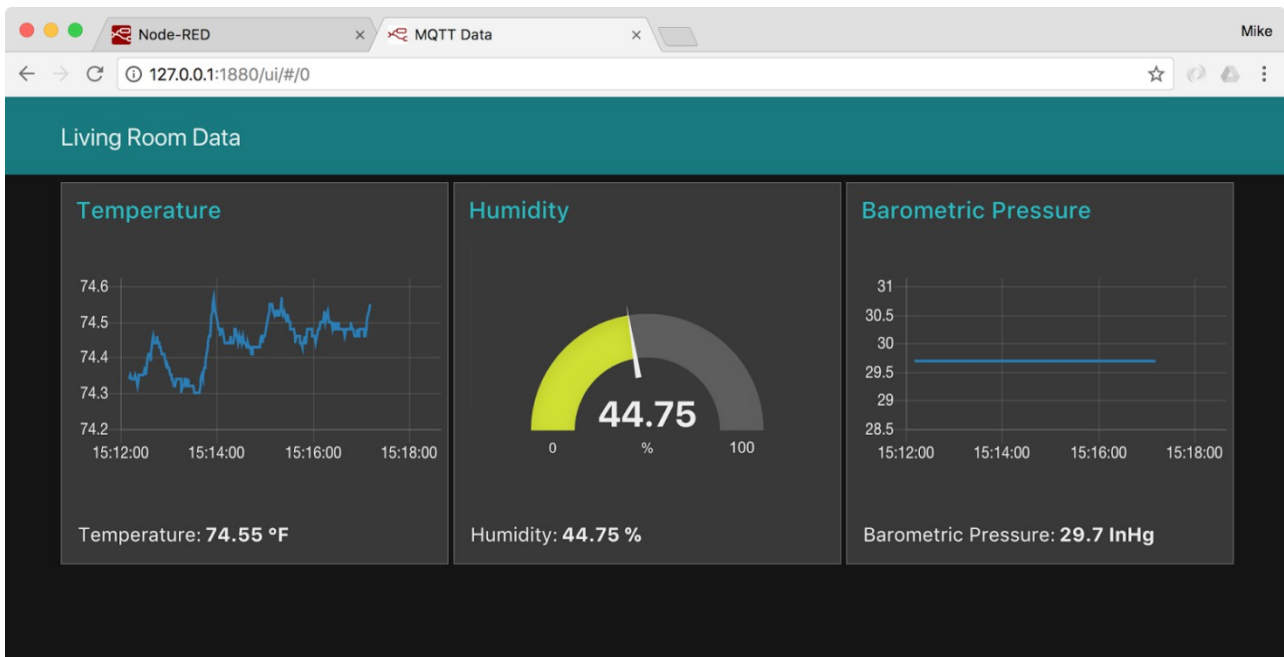 Node-RED
MQTT Data
Mike
127.0.0.1:1880/ui/#/0
Living Room Data
Temperature
74.6
74.5
74.4
74.3
74.2
15:12:00 15:14:00 15:16:00 15:18:00
Temperature: 74.55 °F
Humidity
44.75
0 % 100
Humidity: 44.75 %
Barometric Pressure
31
30.5
30
29.5
29
28.5
15:12:00 15:14:00 15:16:00 15:18:00
Barometric Pressure: 29.7 InHg